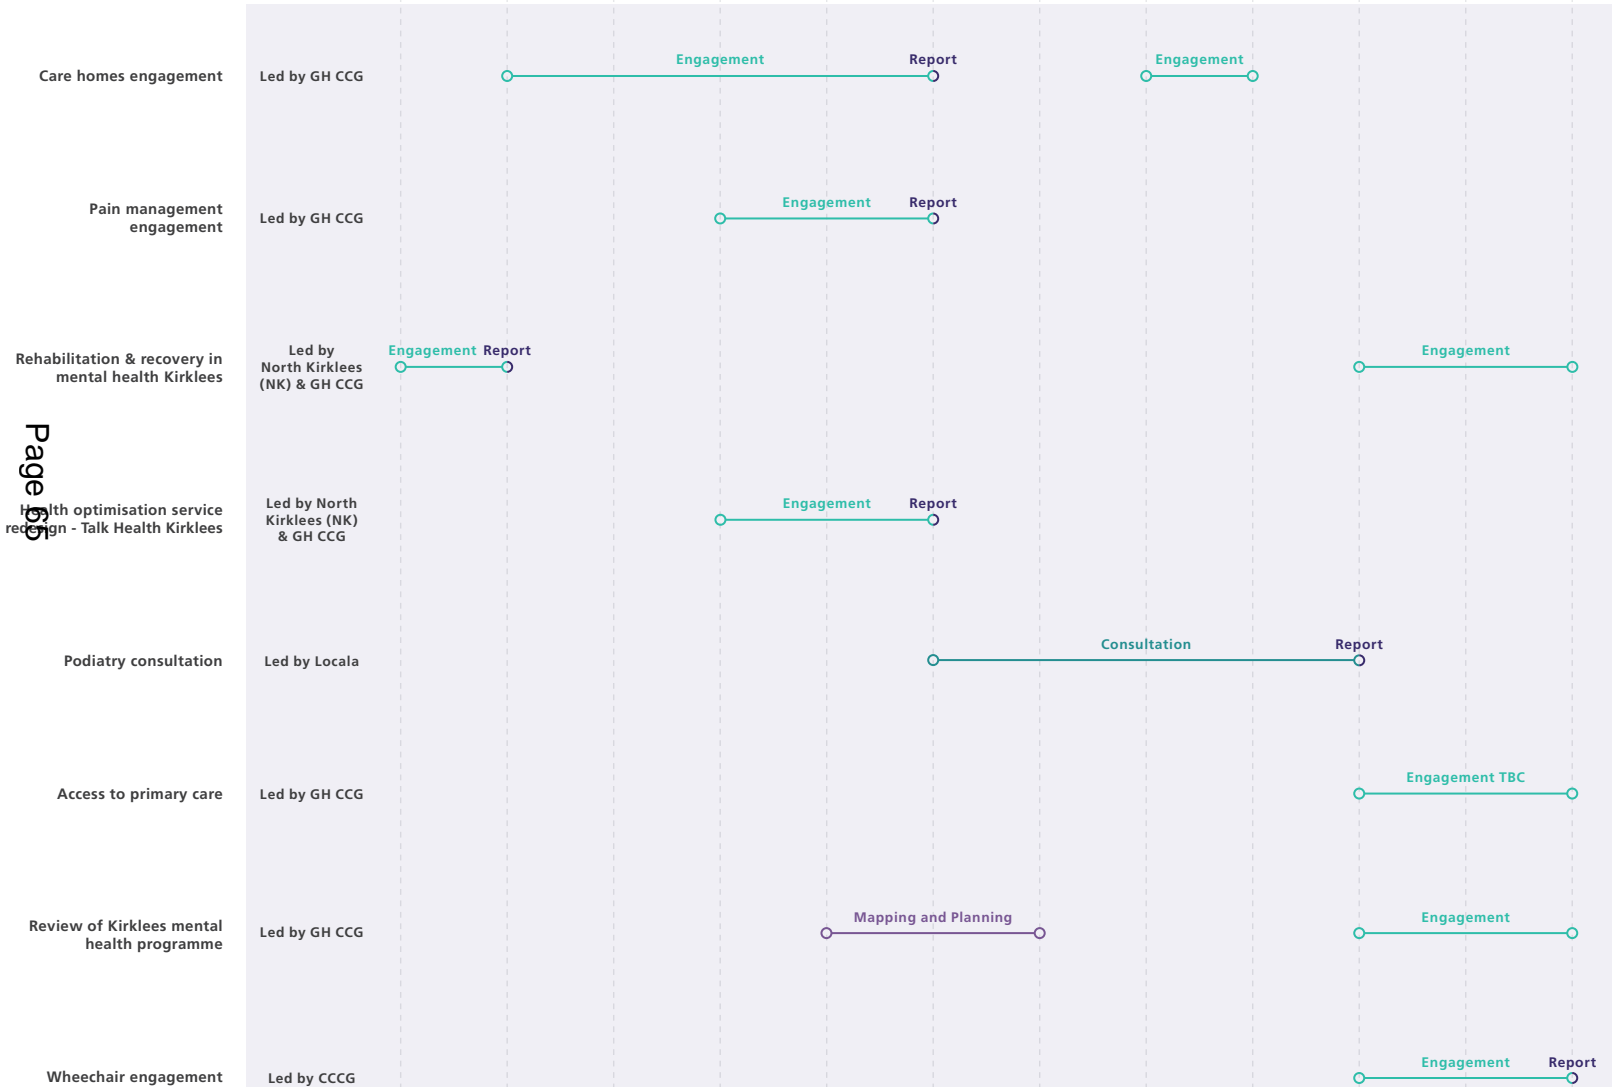 Care homes engagement
Led by GH CCG
Engagement
Report
Engagement
Pain management
engagement
Led by GH CCG
Engagement
Report
Rehabilitation & recovery in
mental health Kirklees
Led by
North Kirklees
(NK) & GH CCG
Engagement
Report
Engagement
Page 65
Health optimisation service
redesign - Talk Health Kirklees
Led by North
Kirklees (NK)
& GH CCG
Engagement
Report
Podiatry consultation
Led by Locala
Consultation
Report
Access to primary care
Led by GH CCG
Engagement TBC
Review of Kirklees mental
health programme
Led by GH CCG
Mapping and Planning
Engagement
Wheechair engagement
Led by CCCG
Engagement
Report